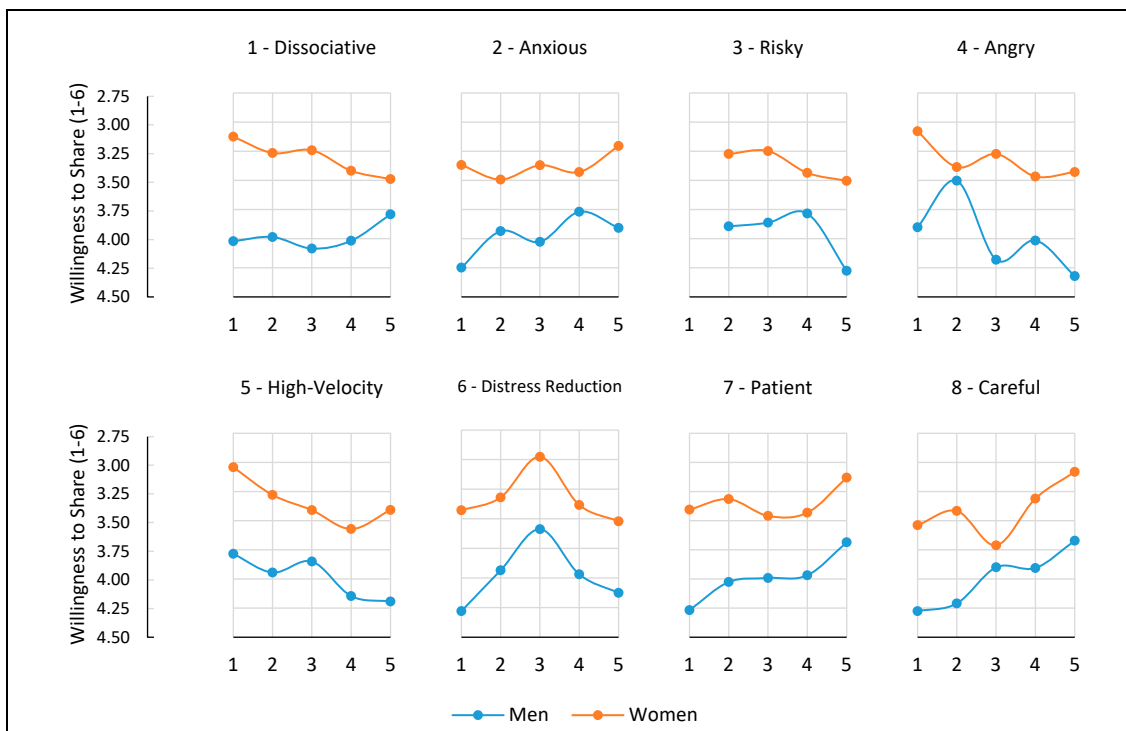 1 - Dissociative
2 - Anxious
3 - Risky
4 - Angry
Willingness to Share (1-6)
2.75
3.00
3.25
3.50
3.75
4.00
4.25
4.50
1 2 3 4 5
1 2 3 4 5
1 2 3 4 5
1 2 3 4 5
5 - High-Velocity
6 - Distress Reduction
7 - Patient
8 - Careful
Willingness to Share (1-6)
2.75
3.00
3.25
3.50
3.75
4.00
4.25
4.50
1 2 3 4 5
1 2 3 4 5
1 2 3 4 5
1 2 3 4 5
Men Women